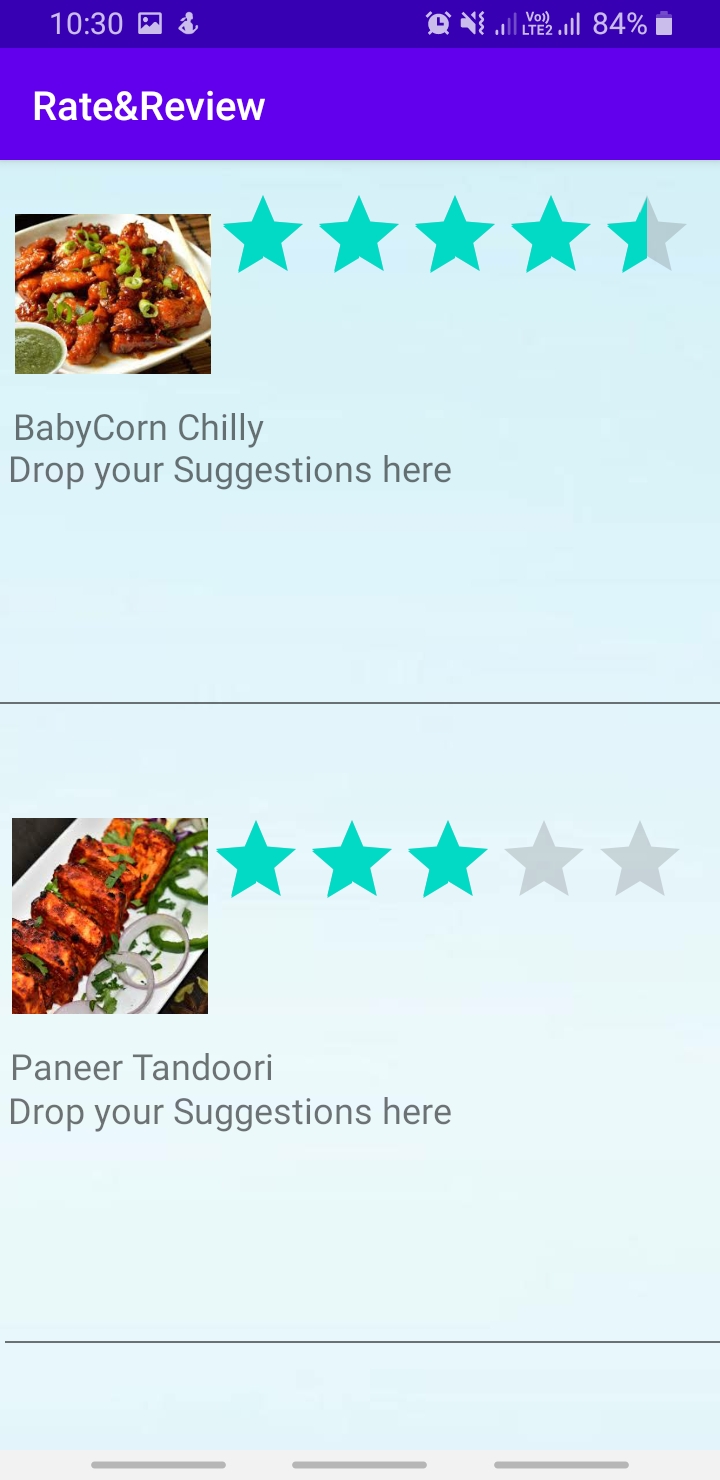 10:30 Vo)) LTE2 84%
Rate&Review
BabyCorn Chilly
Drop your Suggestions here
Paneer Tandoori
Drop your Suggestions here